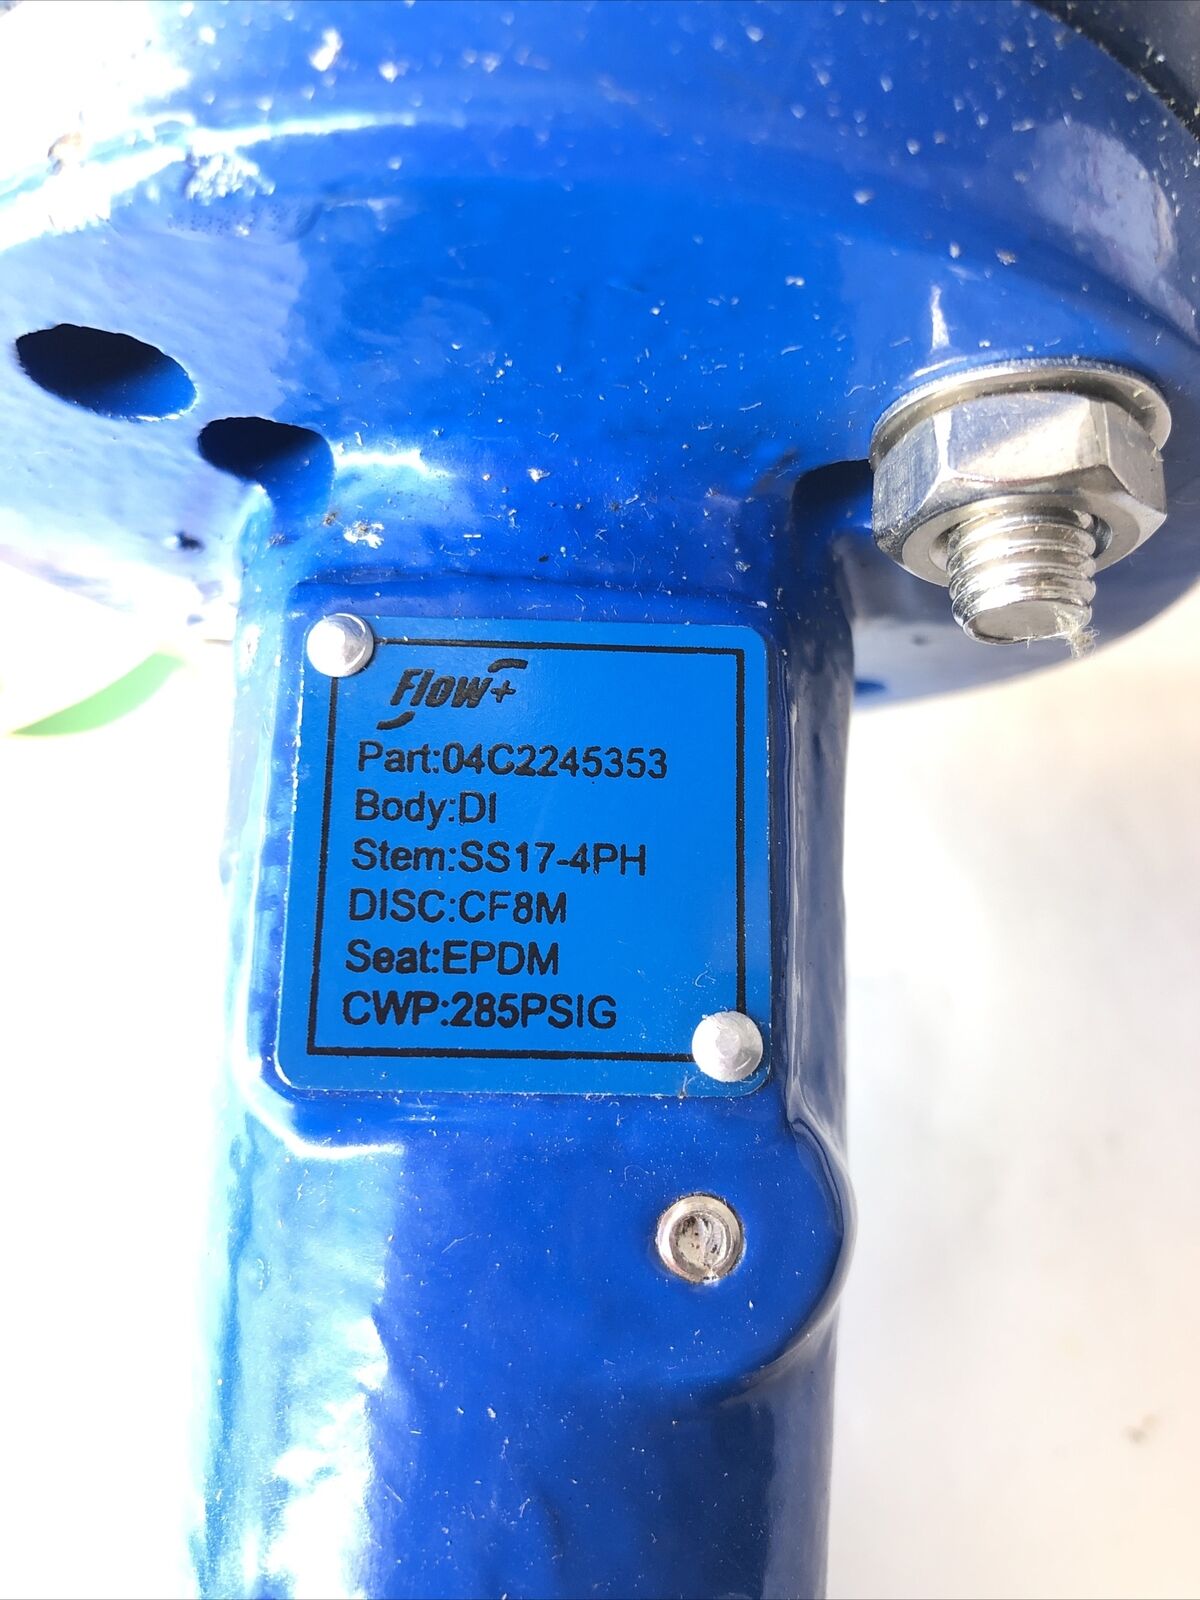 Flow+
Part:04C2245353
Body:DI
Stem:SS17-4PH
DISC:CF8M
Seat:EPDM
CWP:285PSIG